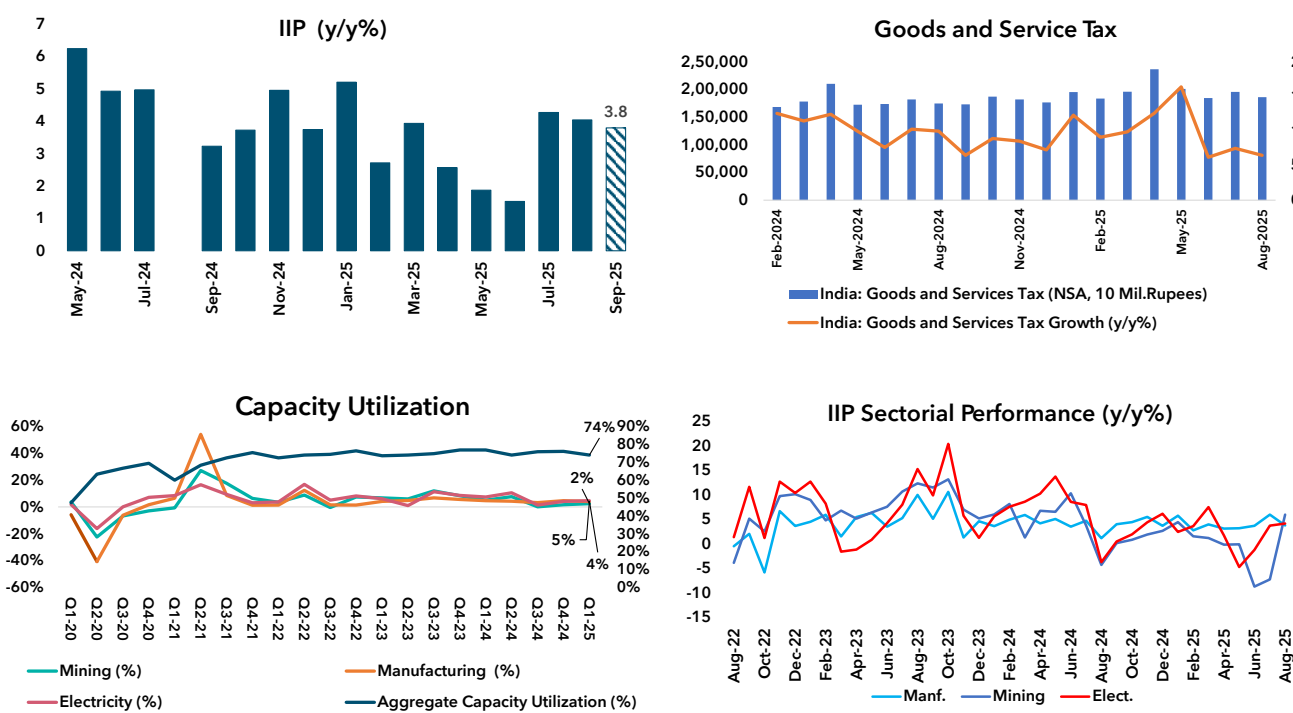 IIP (y/y%)
7
6
5
4
3
2
1
0
3.8
May-24
Jul-24
Sep-24
Nov-24
Jan-25
Mar-25
May-25
Jul-25
Sep-25
Goods and Service Tax
2,50,000
2,00,000
1,50,000
1,00,000
50,000
0
Feb-2024
May-2024
Aug-2024
Nov-2024
Feb-25
May-25
Aug-2025
India: Goods and Services Tax (NSA, 10 Mil.Rupees)
India: Goods and Services Tax Growth (y/y%)
Capacity Utilization
60%
40%
20%
0%
-20%
-40%
-60%
74%
2%
5%
4%
90%
80%
70%
60%
50%
40%
30%
20%
10%
0%
Q1-20
Q2-20
Q3-20
Q4-20
Q1-21
Q2-21
Q3-21
Q4-21
Q1-22
Q2-22
Q3-22
Q4-22
Q1-23
Q2-23
Q3-23
Q4-23
Q1-24
Q2-24
Q3-24
Q4-24
Q1-25
Mining (%)
Manufacturing (%)
Electricity (%)
Aggregate Capacity Utilization (%)
IIP Sectorial Performance (y/y%)
25
20
15
10
5
0
-5
-10
-15
Aug-22
Oct-22
Dec-22
Feb-23
Apr-23
Jun-23
Aug-23
Oct-23
Dec-23
Feb-24
Apr-24
Jun-24
Aug-24
Oct-24
Dec-24
Feb-25
Apr-25
Jun-25
Aug-25
Manf.
Mining
Elect.